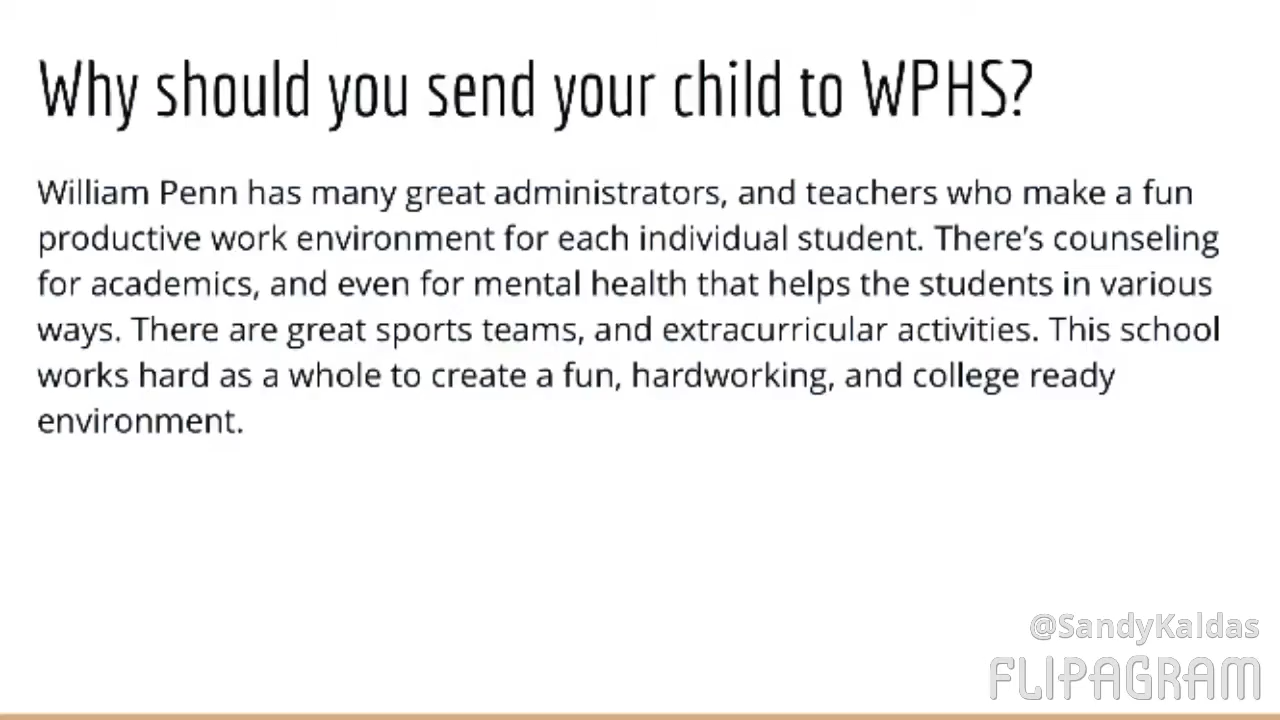 Why should you send your child to WPHS?
William Penn has many great administrators, and teachers who make a fun
productive work environment for each individual student. There’s counseling
for academics, and even for mental health that helps the students in various
ways. There are great sports teams, and extracurricular activities. This school
works hard as a whole to create a fun, hardworking, and college ready
environment.
@SandyKaldas
FLIPAGRAM